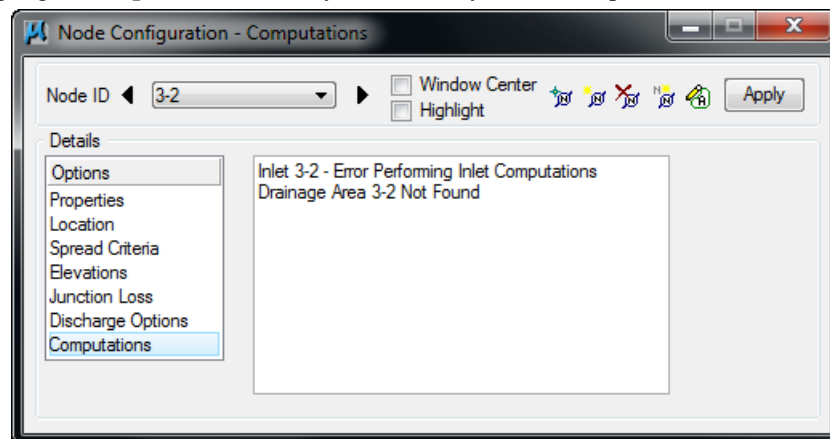 Node Configuration - Computations
Node ID 3-2 Window Center Apply
Highlight
Details
Options
Properties
Location
Spread Criteria
Elevations
Junction Loss
Discharge Options
Computations
Inlet 3-2 - Error Performing Inlet Computations
Drainage Area 3-2 Not Found